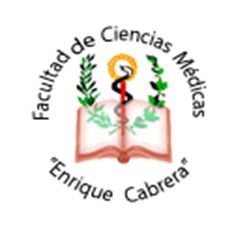 Facultad de Ciencias Médicas
"Enrique Cabrera"